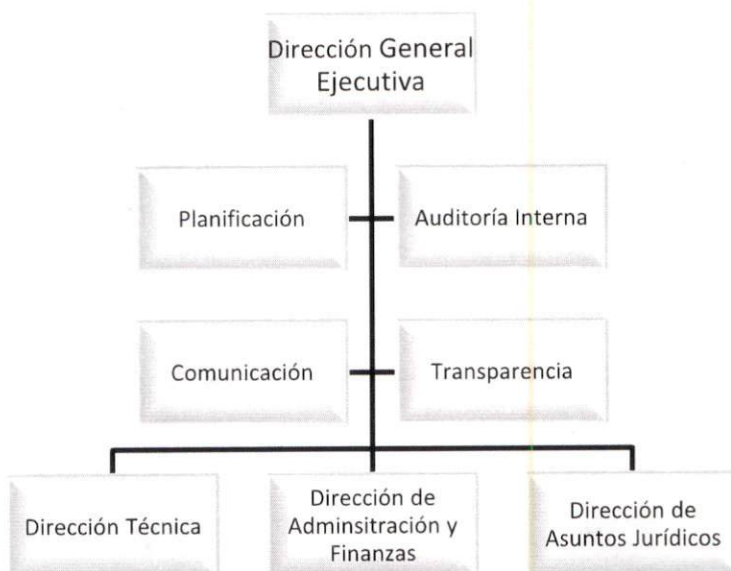 Dirección General
Ejecutiva
Planificación
Auditoría Interna
Comunicación
Transparencia
Dirección Técnica
Dirección de
Adminsitración y
Finanzas
Dirección de
Asuntos Jurídicos